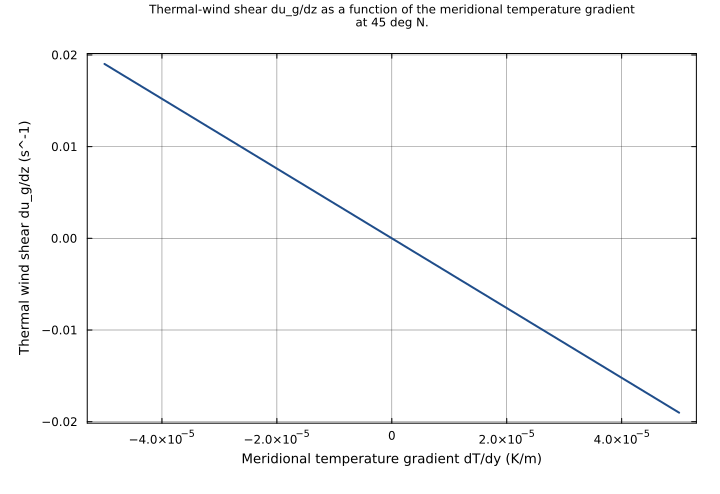 Thermal-wind shear du_g/dz as a function of the meridional temperature gradient
at 45 deg N.
Thermal wind shear du_g/dz (s^-1)
0.02
0.01
0.00
−0.01
−0.02
−4.0×10⁻⁵ −2.0×10⁻⁵ 0 2.0×10⁻⁵ 4.0×10⁻⁵
Meridional temperature gradient dT/dy (K/m)